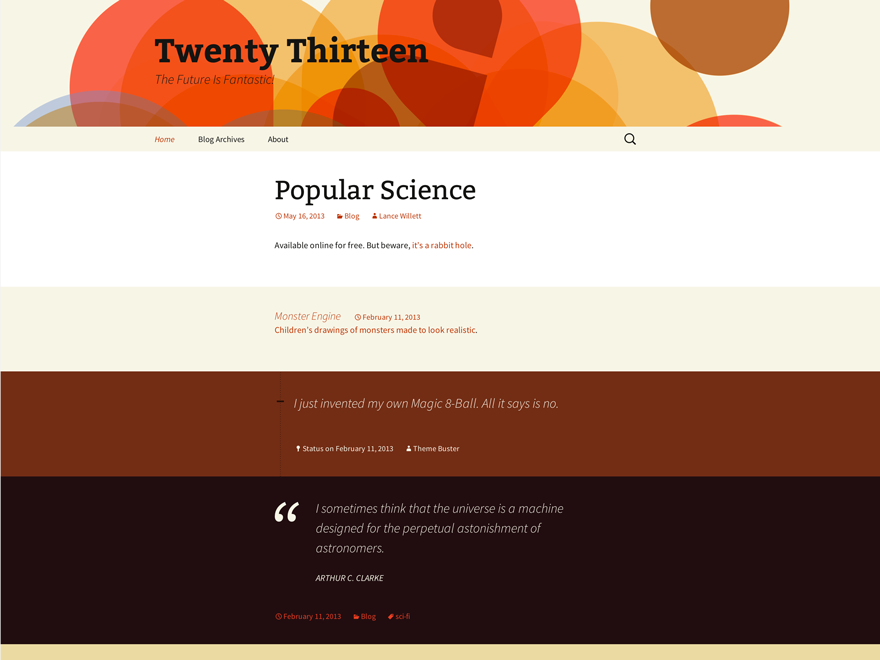 Twenty Thirteen
The Future Is Fantastic!
Home Blog Archives About
Popular Science
May 16, 2013 Blog Lance Willett
Available online for free. But beware, it's a rabbit hole.
Monster Engine February 11, 2013
Children's drawings of monsters made to look realistic.
I just invented my own Magic 8-Ball. All it says is no.
Status on February 11, 2013 Theme Buster
“ I sometimes think that the universe is a machine
designed for the perpetual astonishment of
astronomers.
ARTHUR C. CLARKE
February 11, 2013 Blog sci-fi